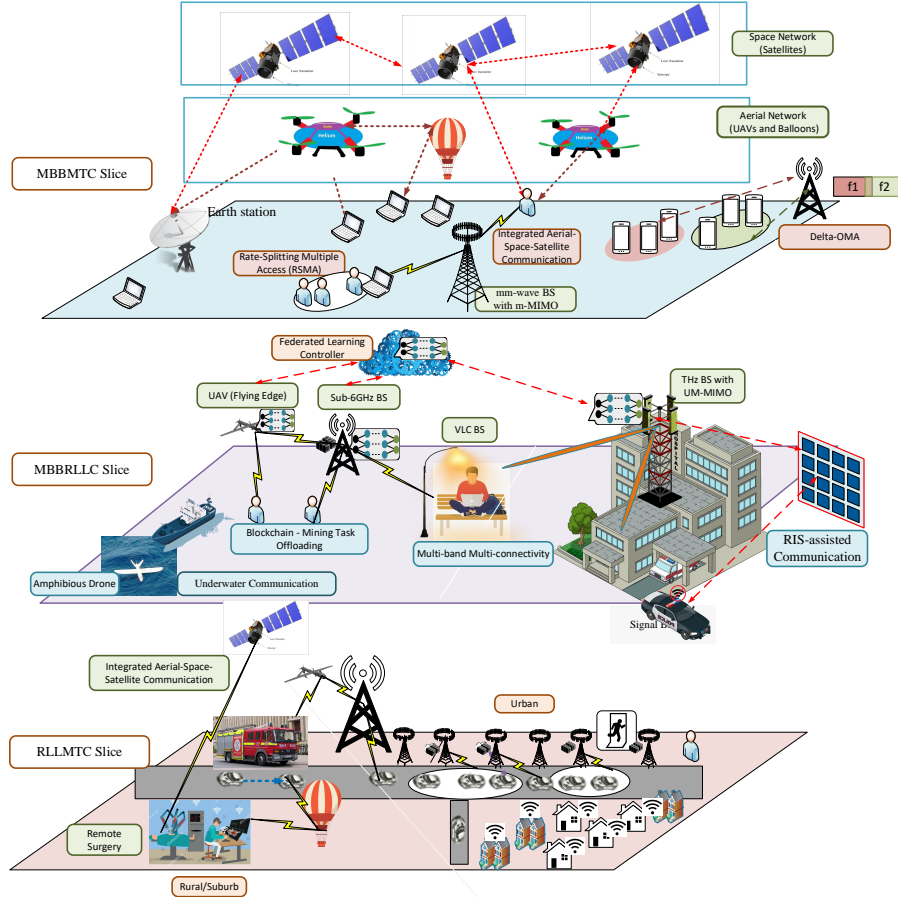 Space Network
(Satellites)
Aerial Network
(UAVs and Balloons)
Helium
Helium
MBBMTC Slice
f1
f2
Earth station
Integrated Aerial-
Space-Satellite
Communication
Delta-OMA
Rate-Splitting Multiple
Access (RSMA)
mm-wave BS
with m-MIMO
Federated Learning
Controller
UAV (Flying Edge)
Sub-6GHz BS
THz BS with
UM-MIMO
VLC BS
HOSPITAL
MBBRLLC Slice
Blockchain - Mining Task
Offloading
Multi-band Multi-connectivity
RIS-assisted
Communication
Amphibious Drone
Underwater Communication
Signal
Integrated Aerial-Space-
Satellite Communication
Urban
RLLMTC Slice
Remote
Surgery
Rural/Suburb